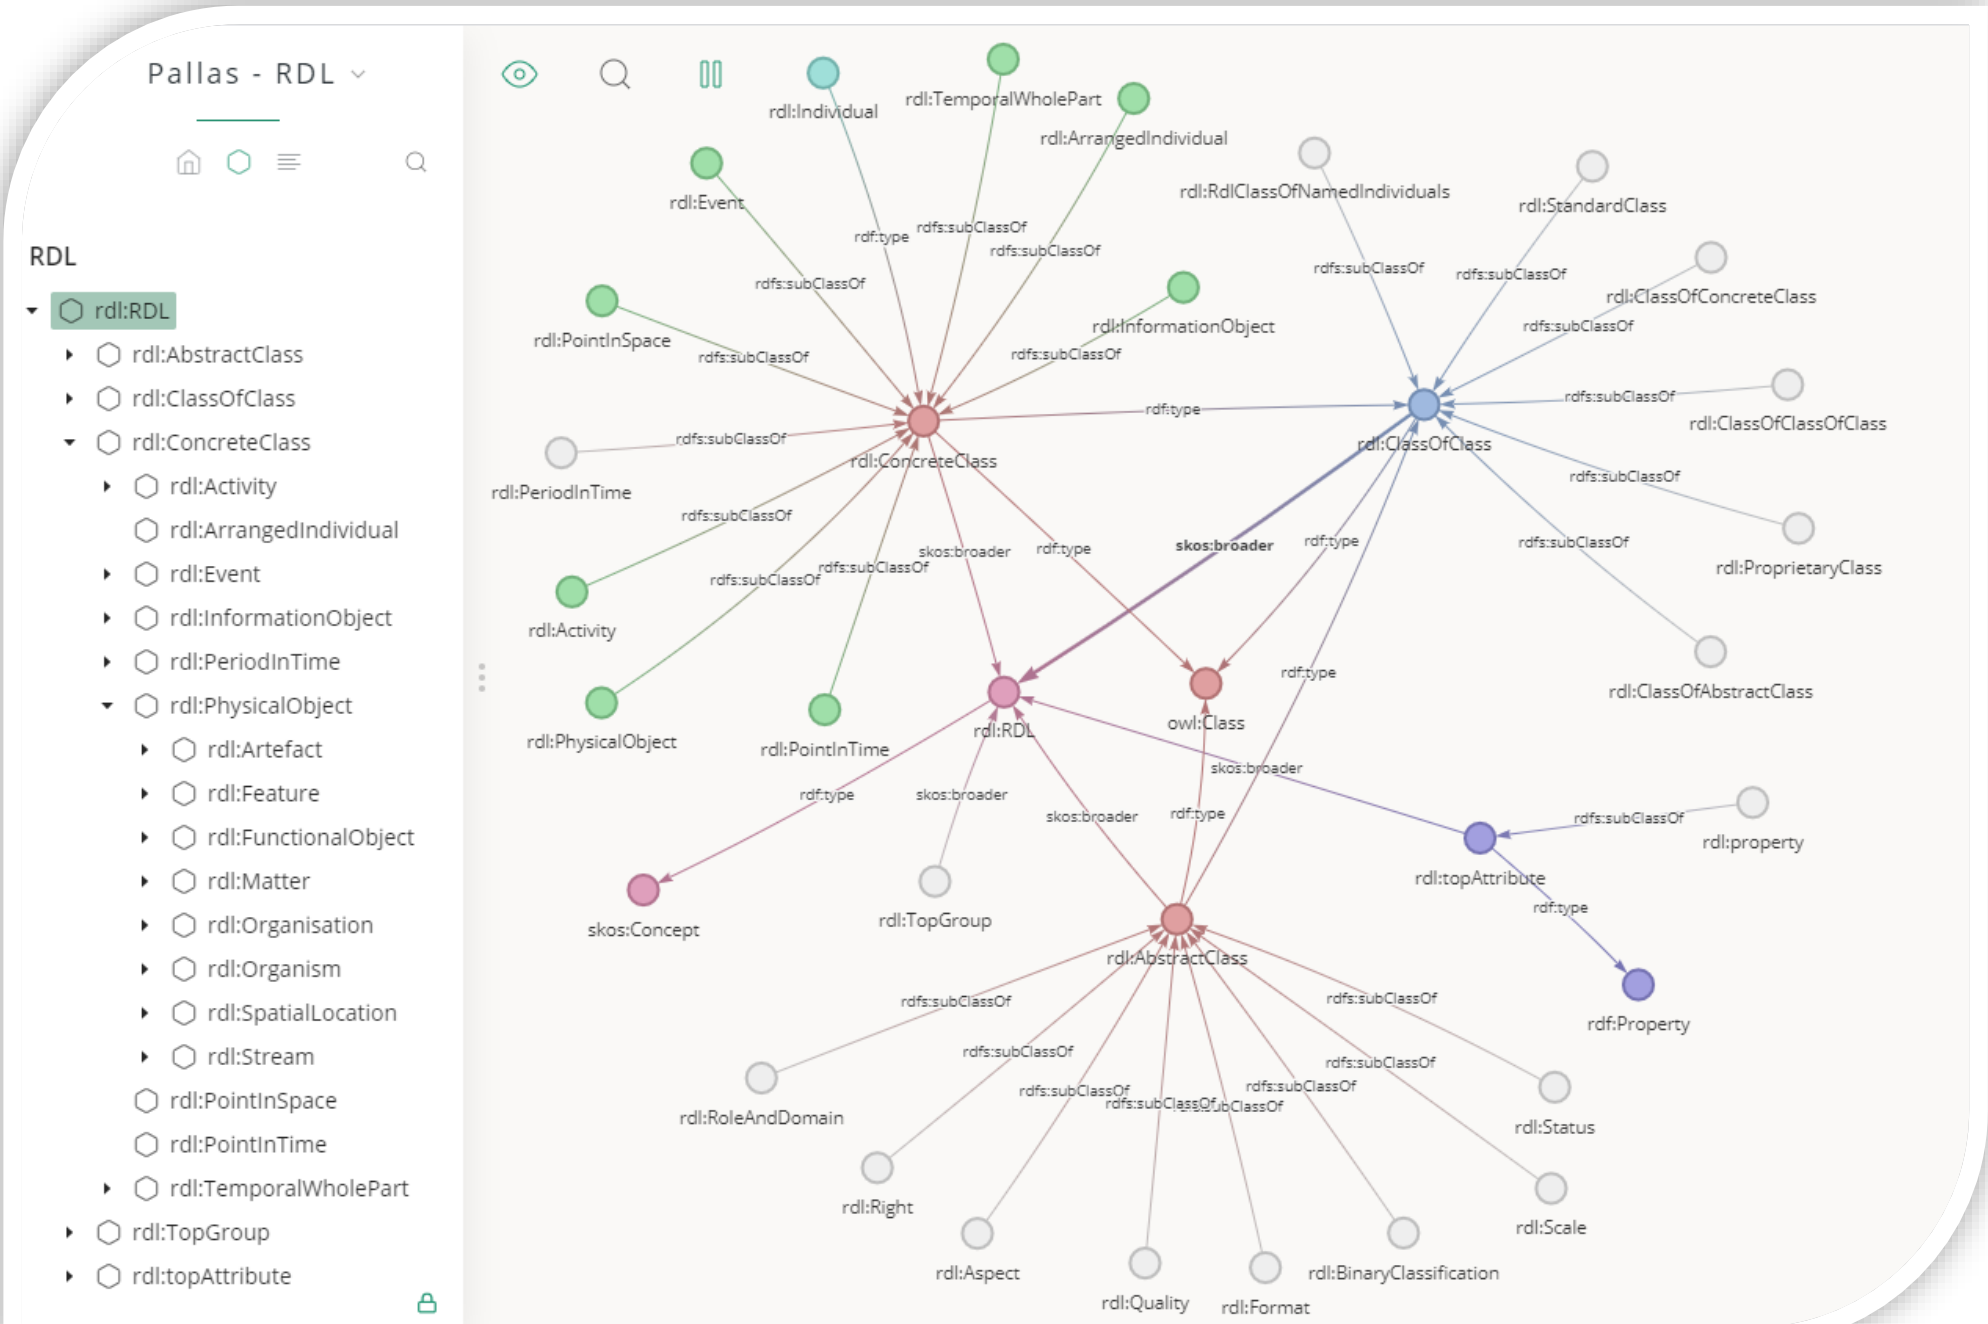 Pallas - RDL
RDL
rdl:RDL
rdl:AbstractClass
rdl:ClassOfClass
rdl:ConcreteClass
rdl:Activity
rdl:ArrangedIndividual
rdl:Event
rdl:InformationObject
rdl:PeriodInTime
rdl:PhysicalObject
rdl:Artefact
rdl:Feature
rdl:FunctionalObject
rdl:Matter
rdl:Organisation
rdl:Organism
rdl:SpatialLocation
rdl:Stream
rdl:PointInSpace
rdl:PointInTime
rdl:TemporalWholePart
rdl:TopGroup
rdl:topAttribute
rdl:Individual
rdl:TemporalWholePart
rdl:ArrangedIndividual
rdl:RdlClassOfNamedIndividuals
rdl:Event
rdl:StandardClass
rdf:type
rdfs:subClassOf
rdfs:subClassOf
rdfs:subClassOf
rdfs:subClassOf
rdfs:subClassOf
rdl:ClassOfConcreteClass
rdl:PointInSpace
rdl:InformationObject
rdfs:subClassOf
rdfs:subClassOf
rdfs:subClassOf
rdfs:subClassOf
rdf:type
rdl:ClassOfClassOfClass
rdfs:subClassOf
rdl:ConcreteClass
rdl:ClassOfClass
rdl:PeriodInTime
rdfs:subClassOf
rdfs:subClassOf
rdfs:subClassOf
skos:broader
rdf:type
skos:broader
rdf:type
rdl:ProprietaryClass
rdfs:subClassOf
rdfs:subClassOf
rdl:Activity
rdf:type
rdl:ClassOfAbstractClass
rdl:PhysicalObject
rdl:PointInTime
rdl:RDL
owl:Class
skos:broader
rdf:type
skos:broader
skos:broader
rdf:type
rdfs:subClassOf
rdl:property
rdl:topAttribute
rdf:type
skos:Concept
rdl:TopGroup
rdl:AbstractClass
rdfs:subClassOf
rdfs:subClassOf
rdf:Property
rdfs:subClassOf
rdfs:subClassOf
rdfs:subClassOf
rdfs:subClassOf
rdfs:subClassOf
rdl:RoleAndDomain
rdl:Status
rdl:Right
rdl:Scale
rdl:Aspect
rdl:BinaryClassification
rdl:Quality
rdl:Format